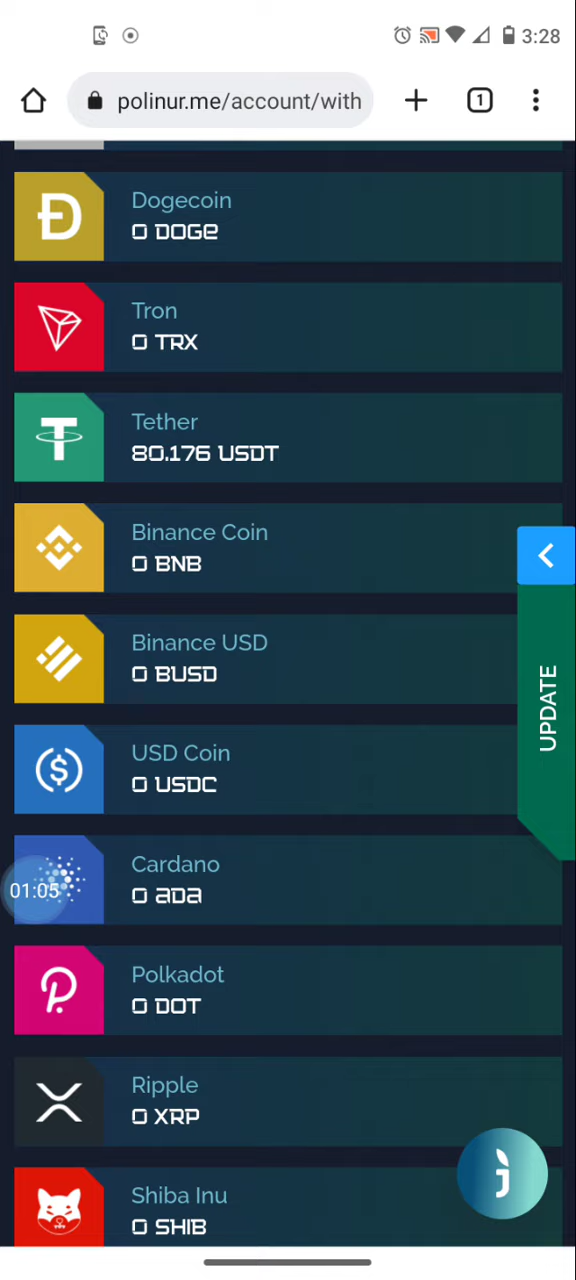 3:28
polinur.me/account/with
1
Dogecoin
0 DOGE
Tron
0 TRX
Tether
80.176 USDT
Binance Coin
0 BNB
Binance USD
0 BUSD
UPDATE
USD Coin
0 USDC
Cardano
01:05
0 ADA
Polkadot
0 DOT
Ripple
0 XRP
Shiba Inu
0 SHIB